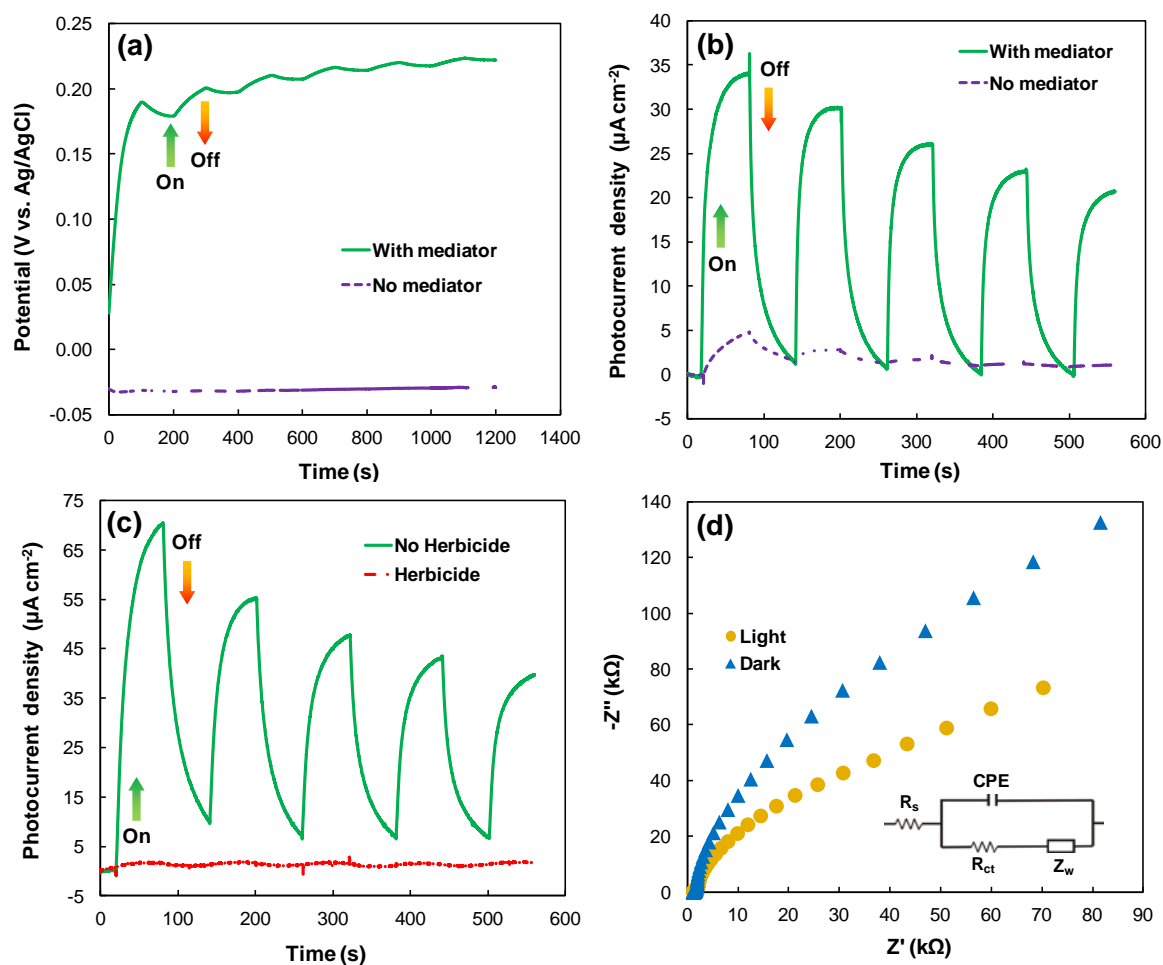 (a)
0.25
0.20
0.15
0.10
0.05
0.00
-0.05
Potential (V vs. Ag/AgCl)
On
Off
With mediator
No mediator
0 200 400 600 800 1000 1200 1400
Time (s)
(b)
40
35
30
25
20
15
10
5
0
-5
Photocurrent density (µA cm-2)
With mediator
No mediator
Off
On
0 100 200 300 400 500 600
Time (s)
(c)
75
65
55
45
35
25
15
5
-5
Photocurrent density (µA cm-2)
Off
No Herbicide
Herbicide
On
0 100 200 300 400 500 600
Time (s)
(d)
140
120
100
80
60
40
20
0
-Z'' (kΩ)
Light
Dark
CPE
Rs
Rct
Zw
0 10 20 30 40 50 60 70 80 90
Z' (kΩ)